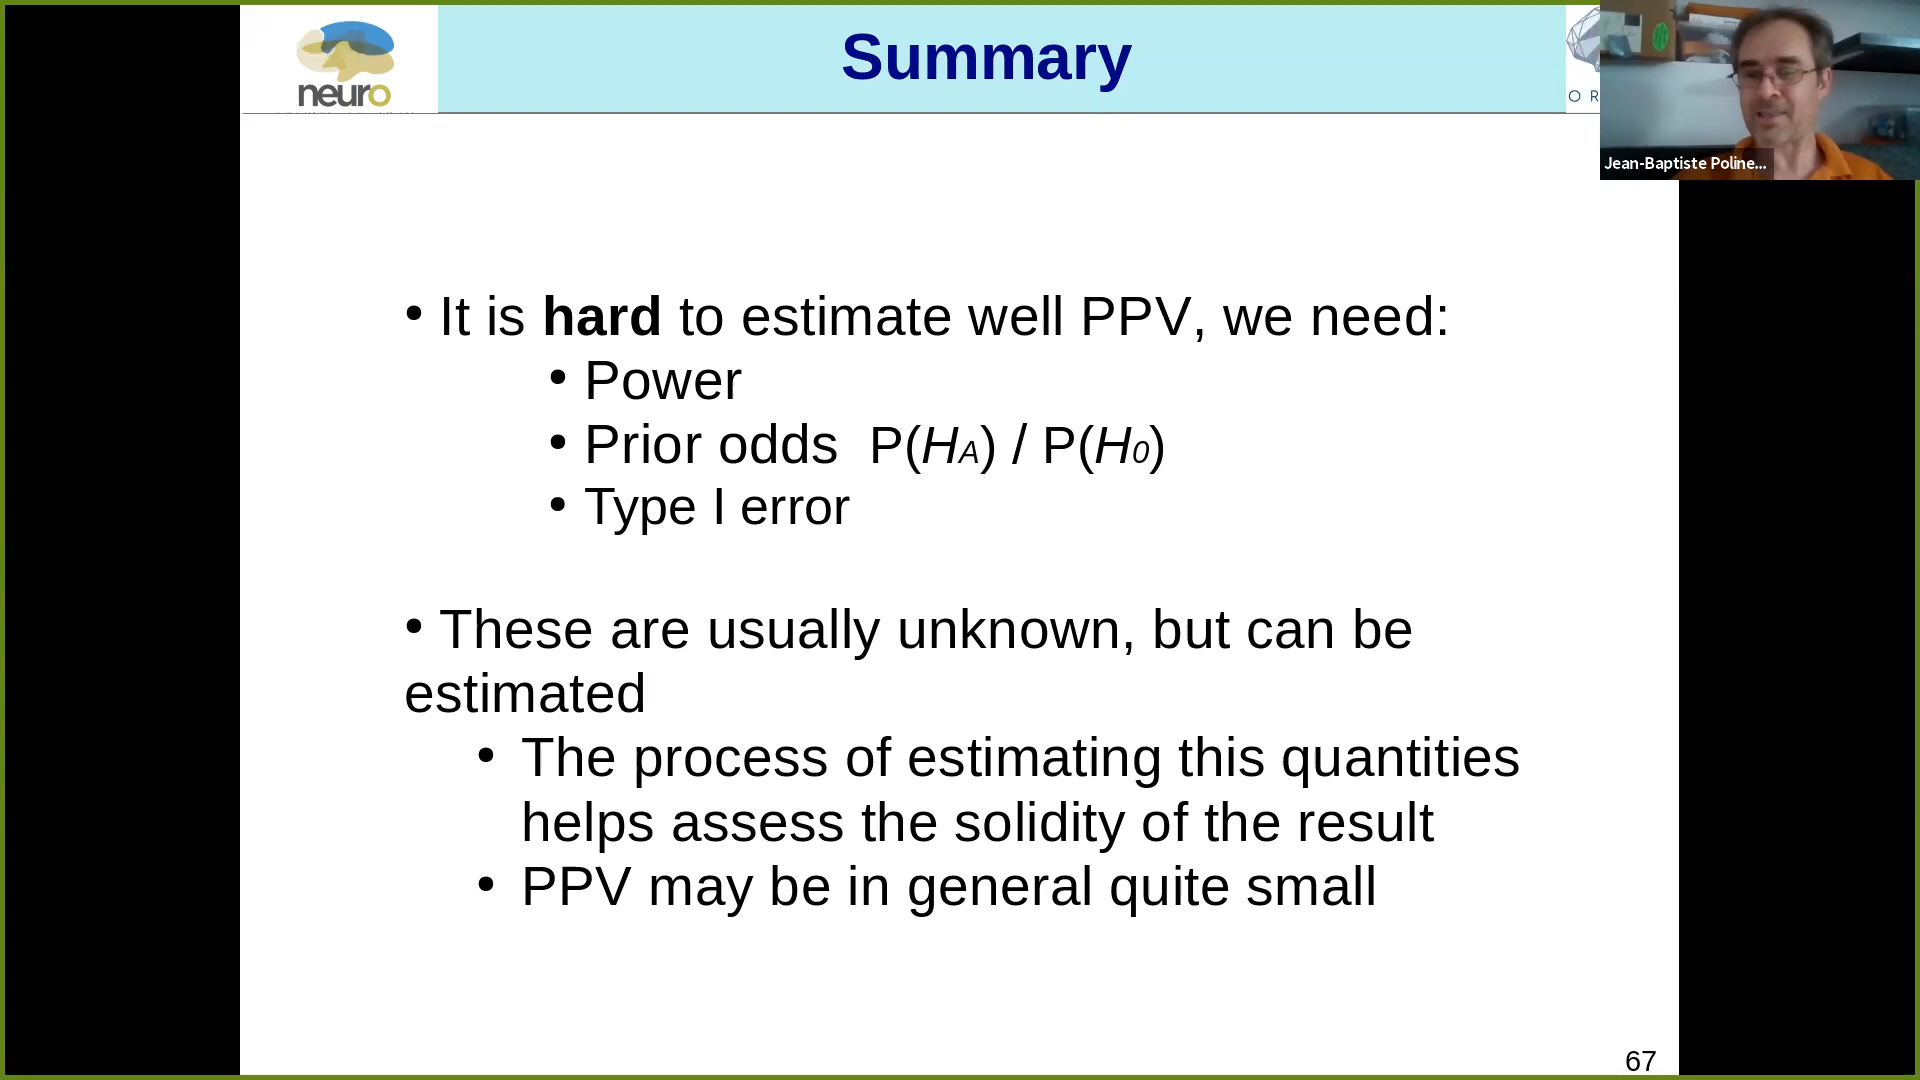 neuro
Summary
O R
Jean-Baptiste Poline...
• It is hard to estimate well PPV, we need:
• Power
• Prior odds P(HA) / P(H0)
• Type I error
• These are usually unknown, but can be
estimated
• The process of estimating this quantities
helps assess the solidity of the result
• PPV may be in general quite small
67